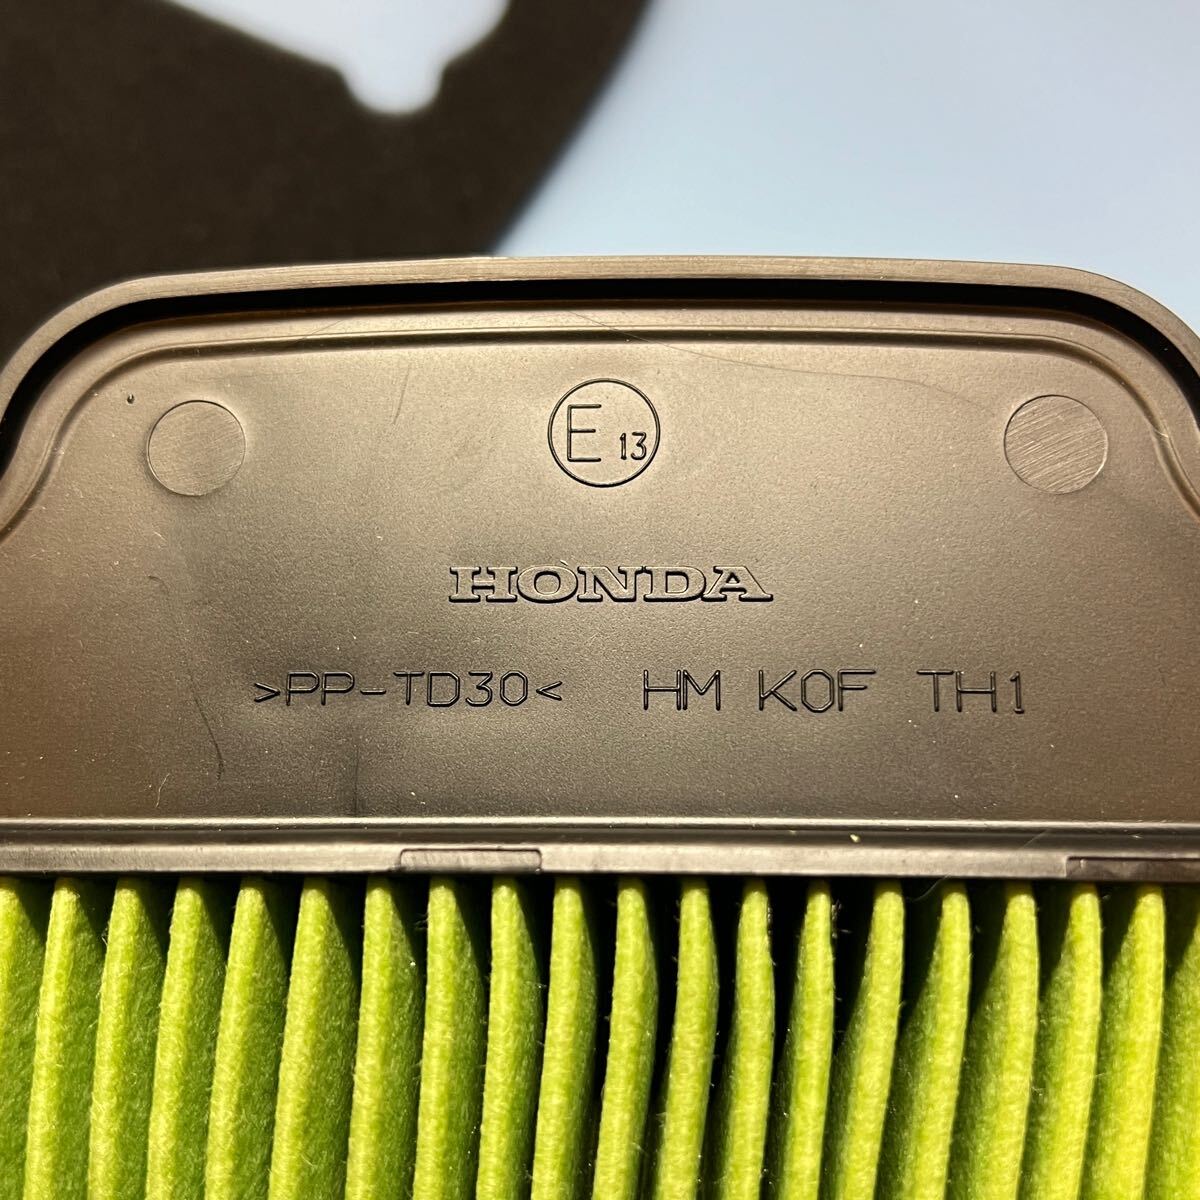 E 13
HONDA
>PP-TD30< HM K0F TH1